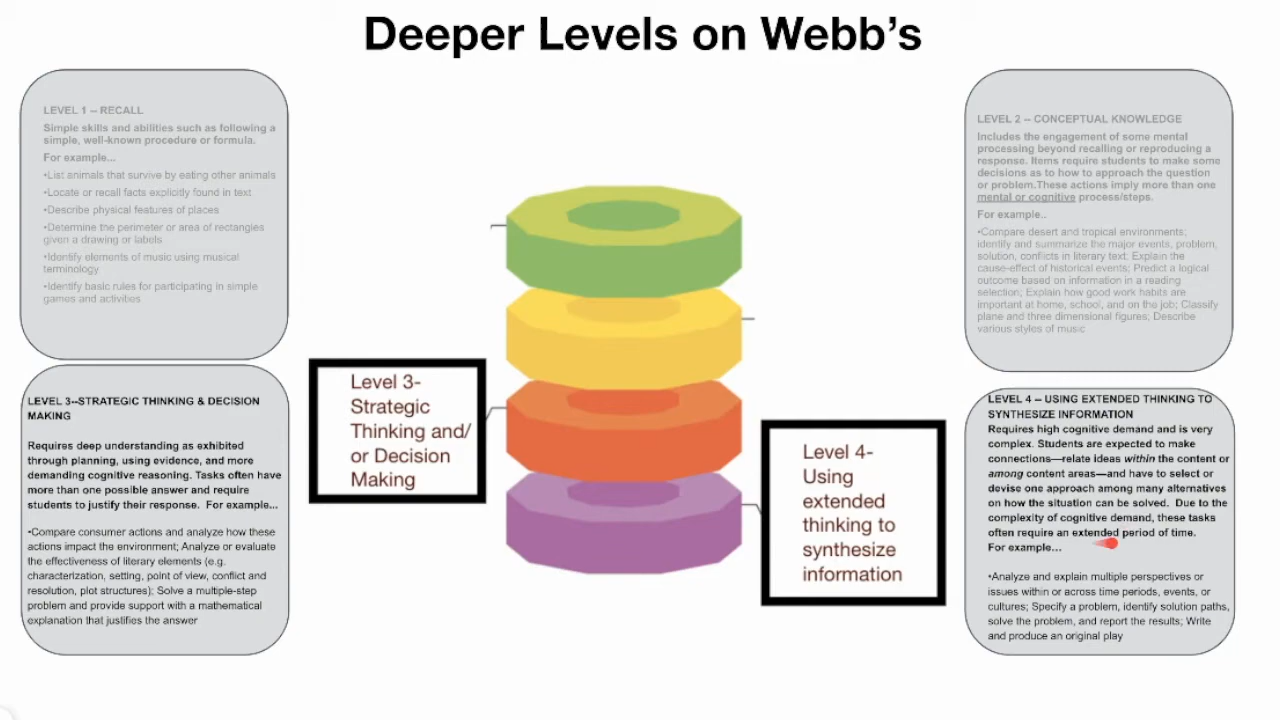 Deeper Levels on Webb's
LEVEL 1 – RECALL
Simple skills and abilities such as following a
simple, well-known procedure or formula.
For example...
•List animals that survive by eating other animals
•Locate or recall facts explicitly found in text
•Describe physical features of places
•Determine the perimeter or area of rectangles
given a drawing or labels
•Identify elements of music using musical
terminology
•Identify basic rules for participating in simple
games and activities
LEVEL 2 – CONCEPTUAL KNOWLEDGE
Includes the engagement of some mental
processing beyond recalling or reproducing a
response. Items require students to make some
decisions as to how to approach the question
or problem.These actions imply more than one
mental or cognitive process/steps.
For example..
•Compare desert and tropical environments;
identify and summarize the major events, problem,
solution, conflicts in literary text; Explain the
cause-effect of historical events; Predict a logical
outcome based on information in a reading
selection; Explain how good work habits are
important at home, school, and on the job; Classify
plane and three dimensional figures; Describe
various styles of music
LEVEL 3--STRATEGIC THINKING & DECISION
MAKING
Requires deep understanding as exhibited
through planning, using evidence, and more
demanding cognitive reasoning. Tasks often have
more than one possible answer and require
students to justify their response. For example...
•Compare consumer actions and analyze how these
actions impact the environment; Analyze or evaluate
the effectiveness of literary elements (e.g.
characterization, setting, point of view, conflict and
resolution, plot structures); Solve a multiple-step
problem and provide support with a mathematical
explanation that justifies the answer
Level 3-
Strategic
Thinking and/
or Decision
Making
Level 4-
Using
extended
thinking to
synthesize
information
LEVEL 4 – USING EXTENDED THINKING TO
SYNTHESIZE INFORMATION
Requires high cognitive demand and is very
complex. Students are expected to make
connections—relate ideas within the content or
among content areas—and have to select or
devise one approach among many alternatives
on how the situation can be solved. Due to the
complexity of cognitive demand, these tasks
often require an extended period of time.
For example...
•Analyze and explain multiple perspectives or
issues within or across time periods, events, or
cultures; Specify a problem, identify solution paths,
solve the problem, and report the results; Write
and produce an original play